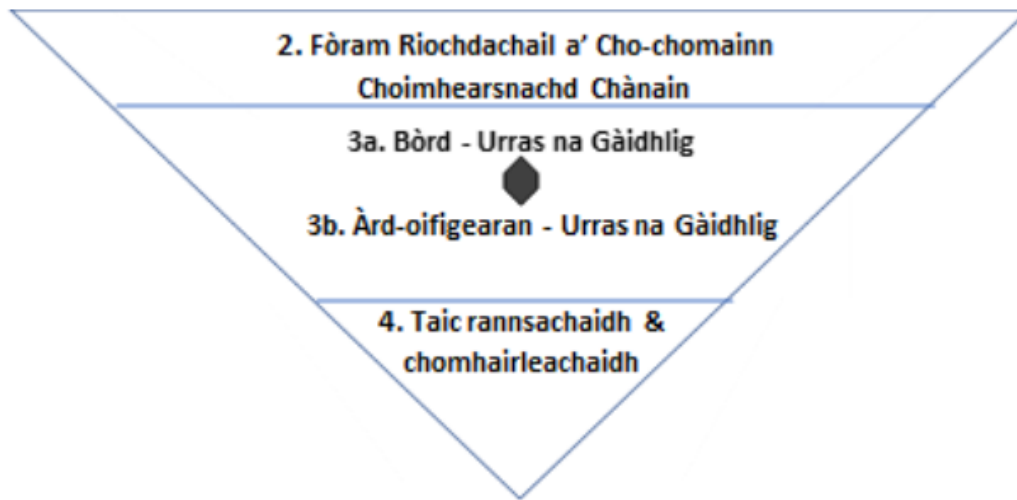 2. Fòram Riochdachail a' Cho-chomainn
Choimhearsnachd Chànain
3a. Bòrd - Urras na Gàidhlig
3b. Àrd-oifigearan - Urras na Gàidhlig
4. Taic rannsachaidh &
chomhairleachaidh